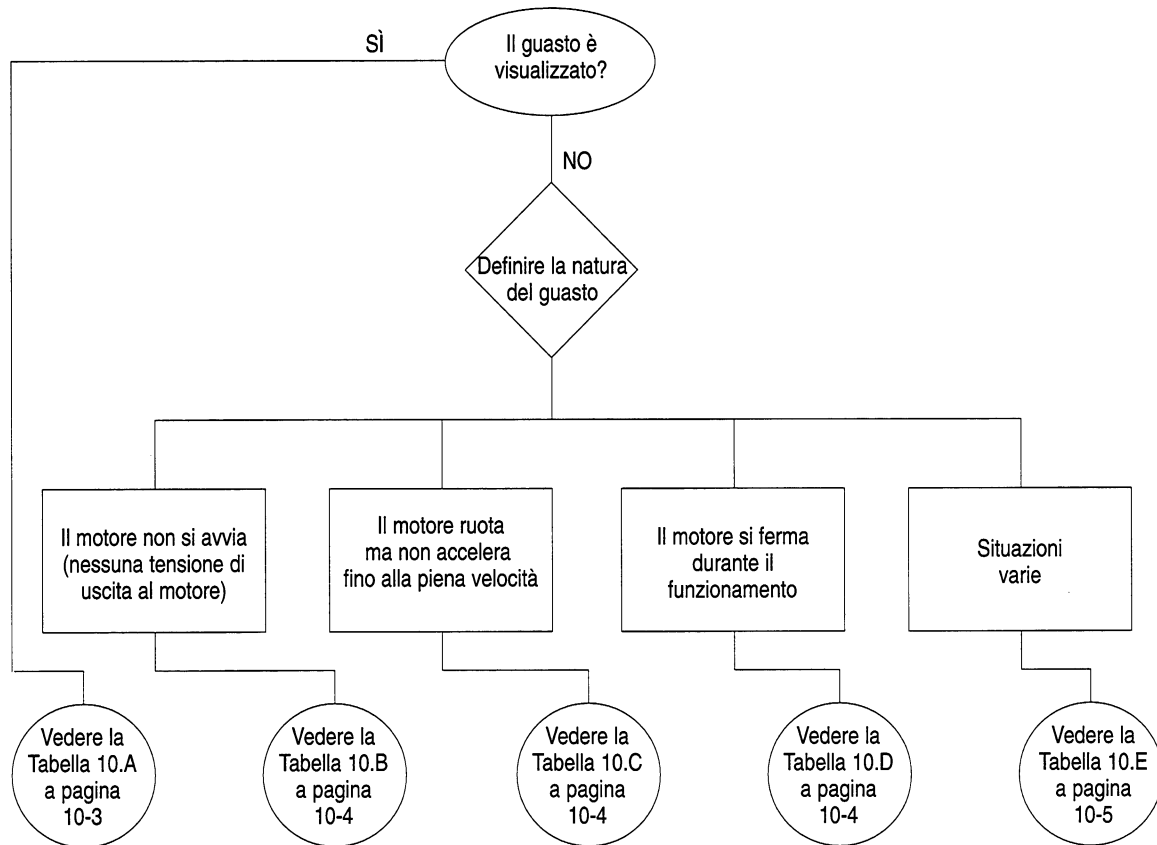 SÌ
Il guasto è
visualizzato?
NO
Definire la natura
del guasto
Il motore non si avvia
(nessuna tensione di
uscita al motore)
Il motore ruota
ma non accelera
fino alla piena velocità
Il motore si ferma
durante il
funzionamento
Situazioni
varie
Vedere la
Tabella 10.A
a pagina
10-3
Vedere la
Tabella 10.B
a pagina
10-4
Vedere la
Tabella 10.C
a pagina
10-4
Vedere la
Tabella 10.D
a pagina
10-4
Vedere la
Tabella 10.E
a pagina
10-5